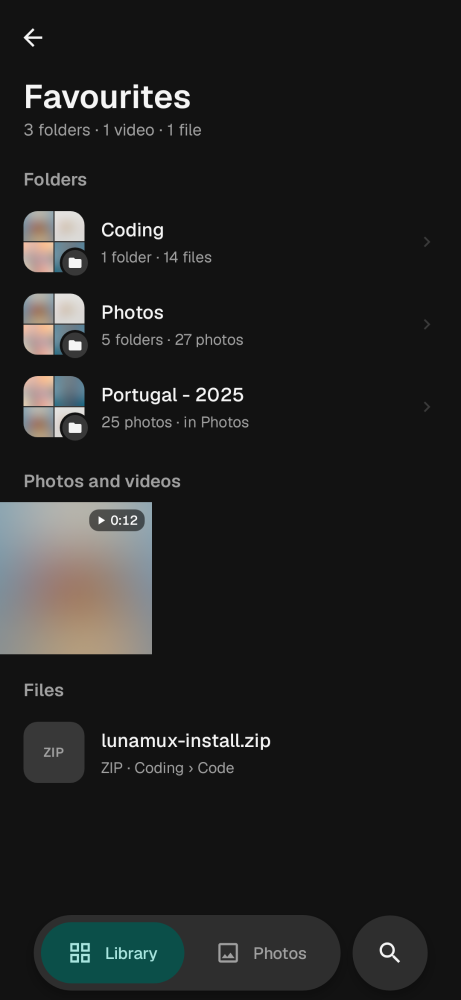 Favourites
3 folders · 1 video · 1 file
Folders
Coding
1 folder · 14 files
Photos
5 folders · 27 photos
Portugal - 2025
25 photos · in Photos
Photos and videos
0:12
Files
ZIP
lunamux-install.zip
ZIP · Coding › Code
Library
Photos